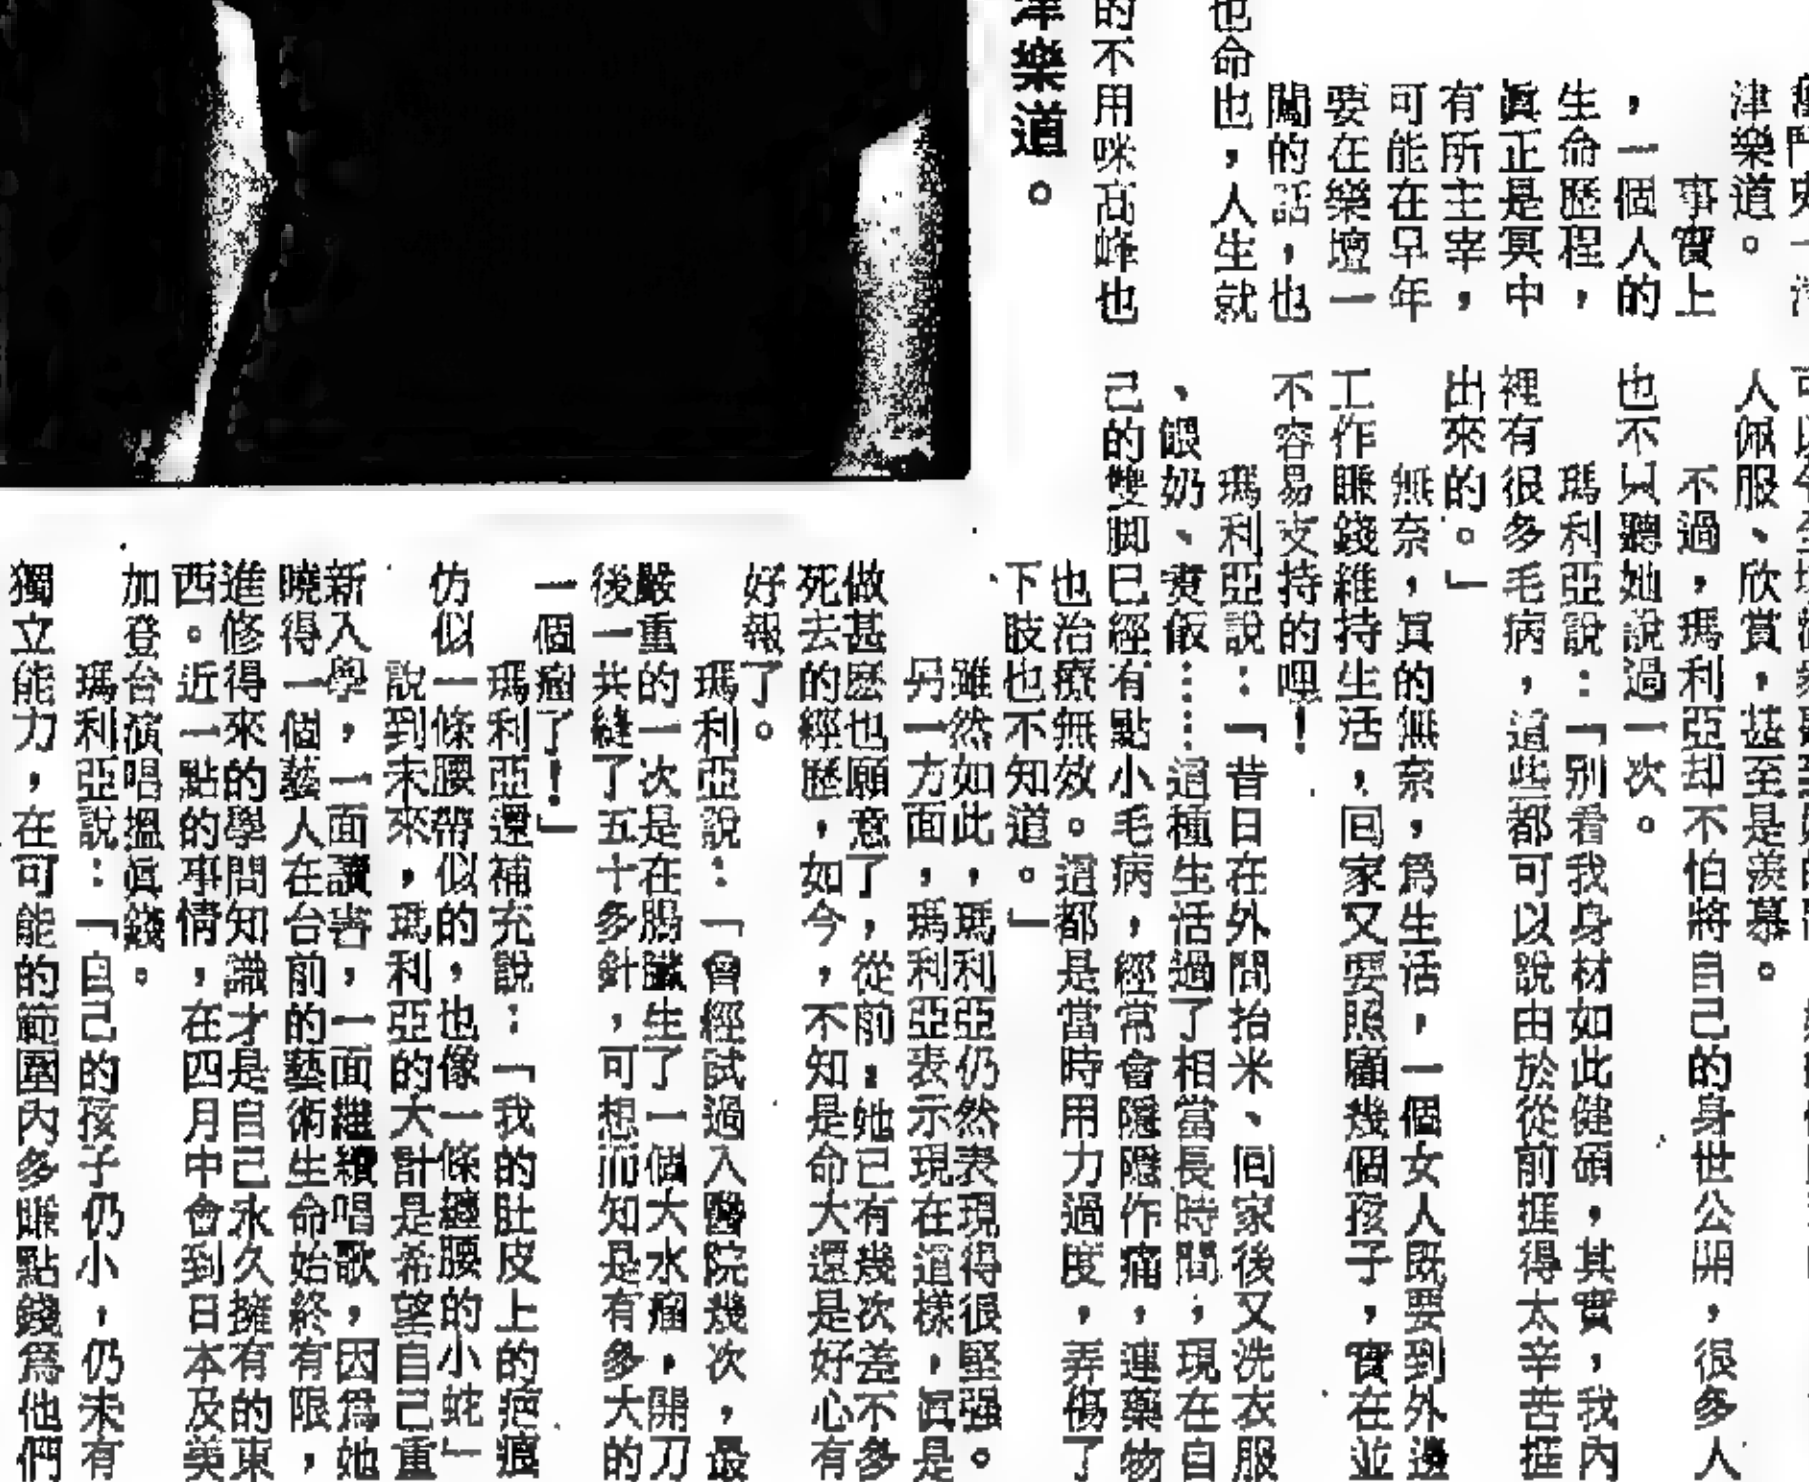 津樂道。
事實上
，一個人的
生命歷程，
眞正是冥中
有所主宰，
可能在早年
要在樂壇一
闖的話，也
也命也，人生就
的不用咪高峰也
樂道。
人佩服、欣賞，甚至是羨慕。
不過，瑪利亞却不怕將自己的身世公開，很多人
也不只聽她說過一次。
瑪利亞說：「別看我身材如此健碩，其實，我內
裡有很多毛病，這些都可以說由於從前捱得太辛苦捱
出來的。」
無奈，眞的無奈，爲生活，一個女人既要到外邊
工作賺錢維持生活，回家又要照顧幾個孩子，實在並
不容易支持的哩！
瑪利亞說：「昔日在外間抬米、回家後又洗衣服
、餵奶、煑飯……這種生活過了相當長時間，現在自
己的雙脚已經有點小毛病，經常會隱隱作痛，連藥物
也治療無效。這都是當時用力過度，弄傷了
下肢也不知道。」
雖然如此，瑪利亞仍然表現得很堅强。
另一方面，瑪利亞表示現在這樣，眞是
做甚麽也願意了，從前，她已有幾次差不多
死去的經歷，如今，不知是命大還是好心有
好報了。
瑪利亞說：「曾經試過入醫院幾次，最
嚴重的一次是在腸臟生了一個大水瘤，開刀
後一共縫了五十多針，可想而知是有多大的
一個瘤了！」
瑪利亞還補充說：「我的肚皮上的疤痕
仿似一條腰帶似的，也像一條纏腰的小蛇」
說到未來，瑪利亞的大計是希望自己重
新入學，一面讀書，一面繼續唱歌，因爲她
曉得一個藝人在台前的藝術生命始終有限，
進修得來的學問知識才是自己永久擁有的東
西。近一點的事情，在四月中會到日本及美
加登台演唱搵眞錢。
瑪利亞說：「自己的孩子仍小，仍未有
獨立能力，在可能的範圍內多賺點錢爲他們